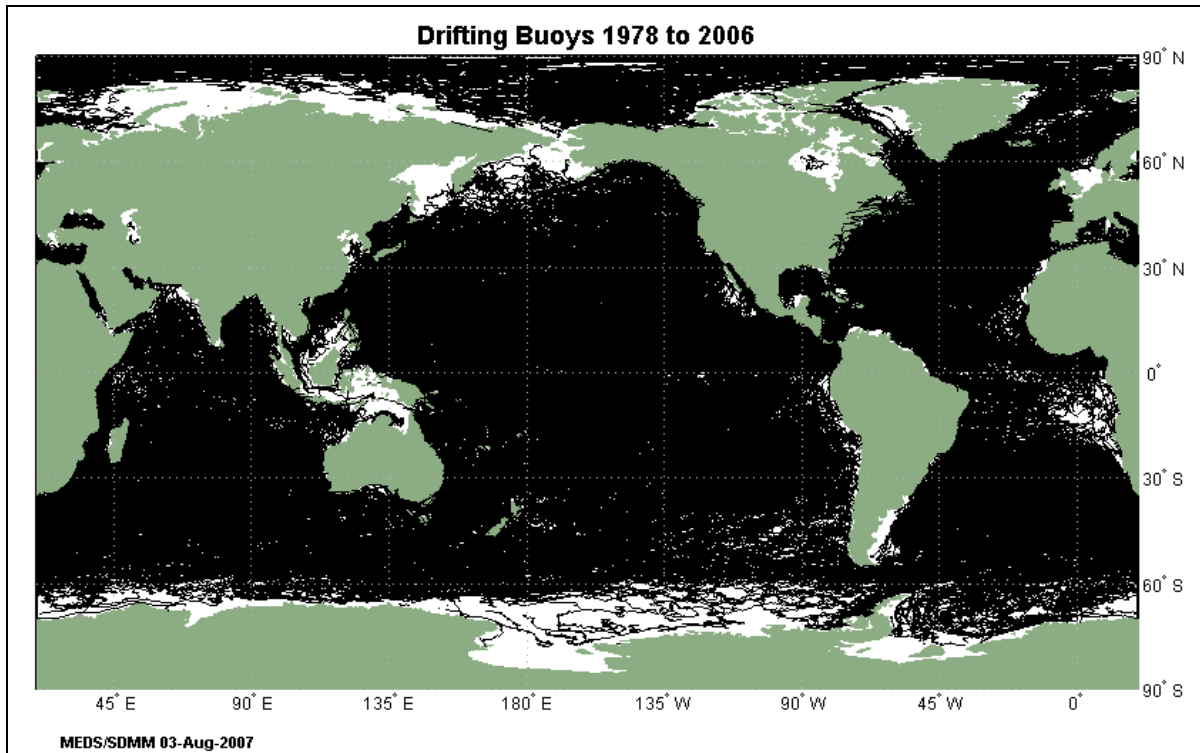 Drifting Buoys 1978 to 2006
90° N
60° N
30° N
0°
30° S
60° S
90° S
45° E 90° E 135° E 180° E 135° W 90° W 45° W 0°
MEDS/SDMM 03-Aug-2007